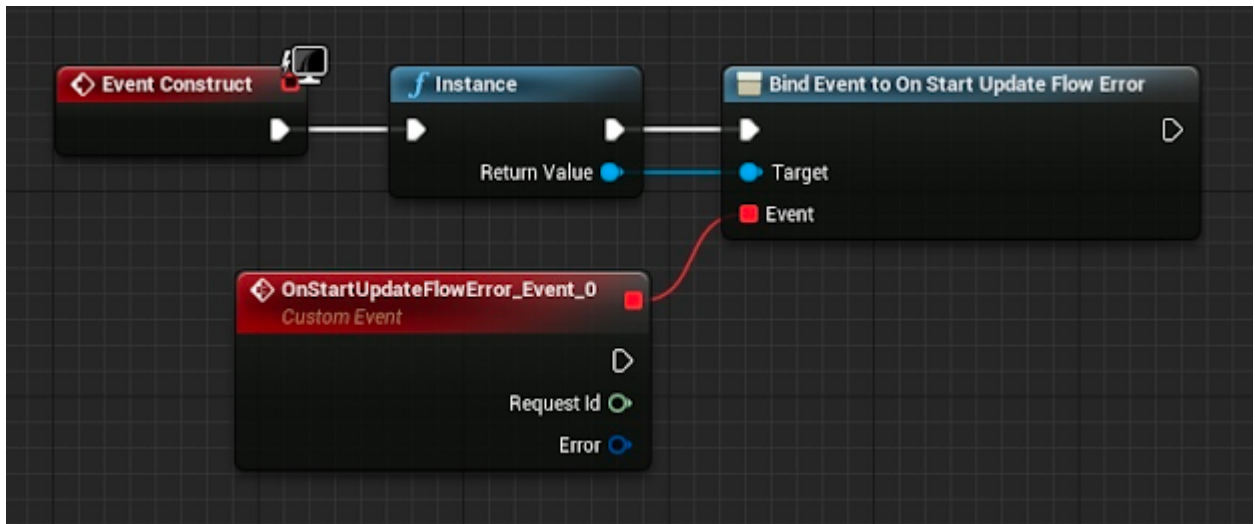 Event Construct
Instance
Bind Event to On Start Update Flow Error
Return Value
Target
Event
OnStartUpdateFlowError_Event_0
Custom Event
Request Id
Error